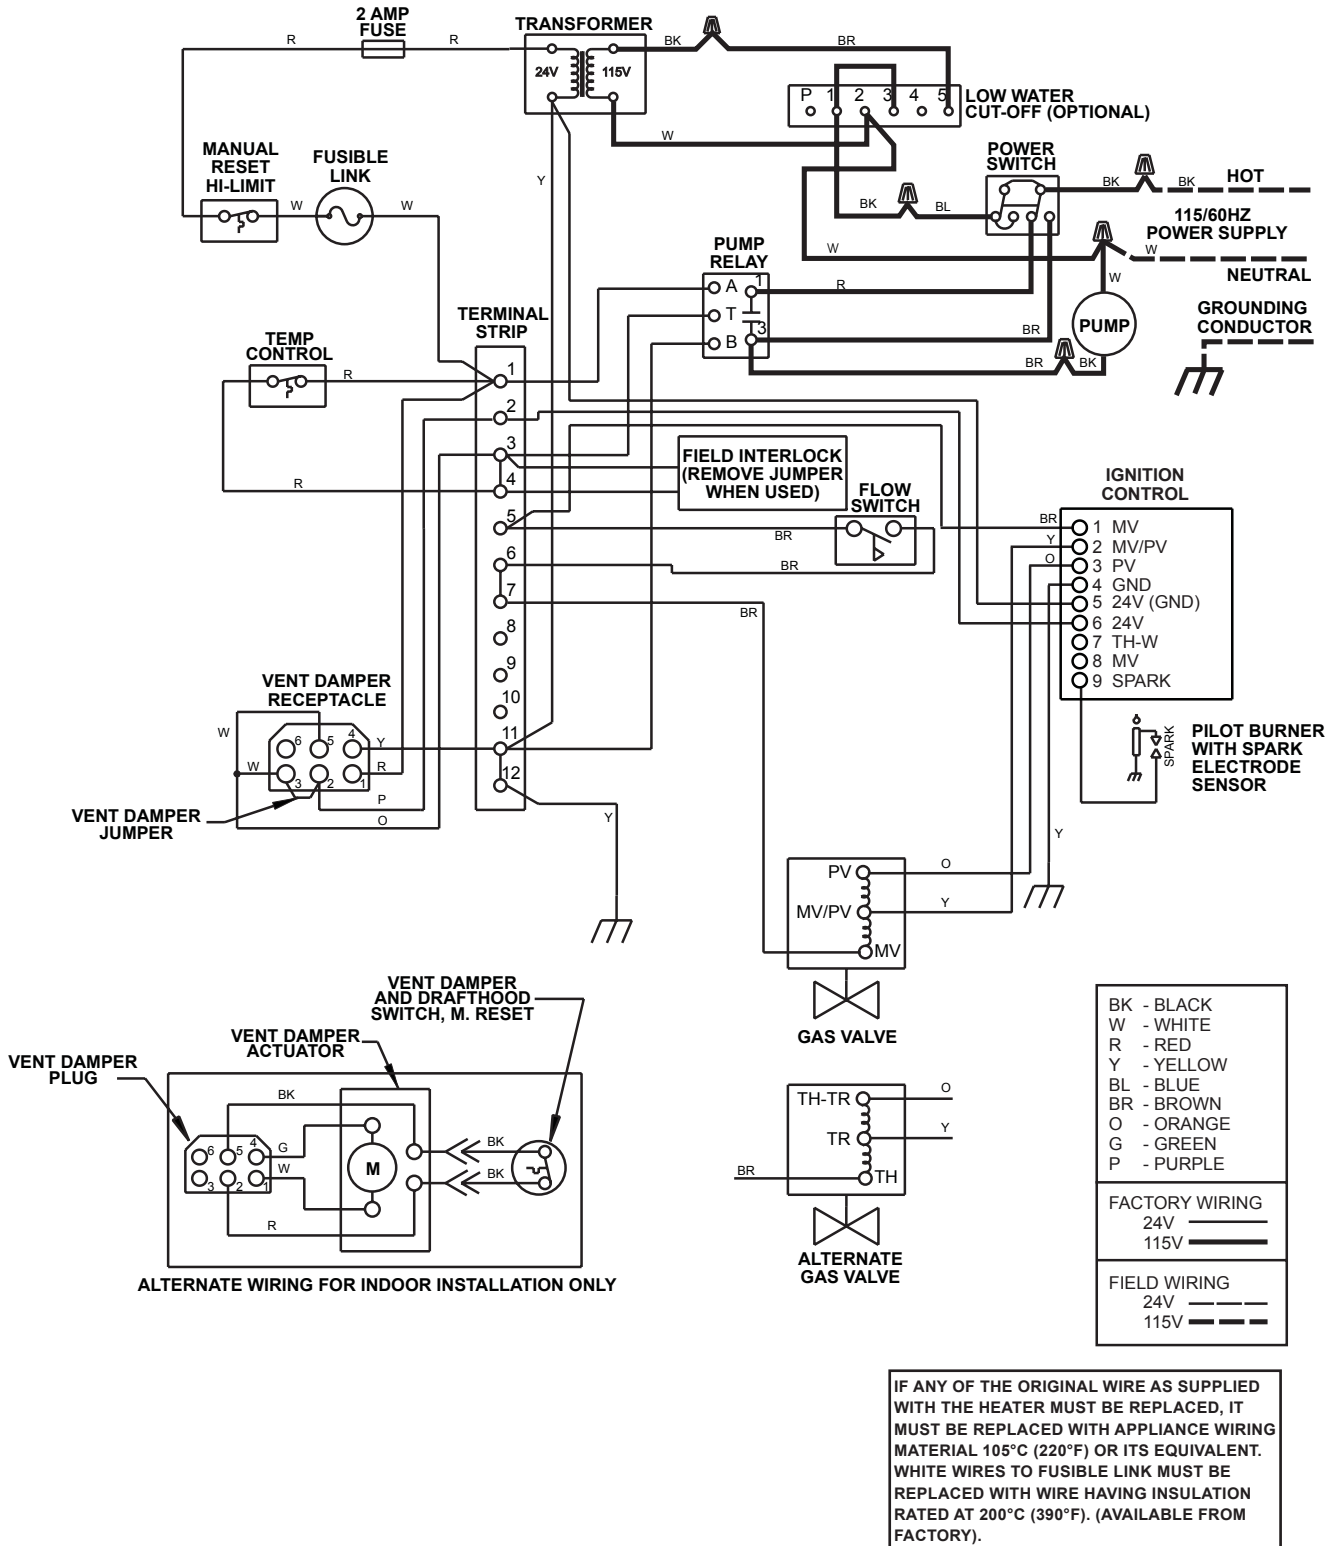 2 AMP
FUSE
TRANSFORMER
R
R
BK
BR
24V
115V
P 1 2 3 4 5
LOW WATER
CUT-OFF (OPTIONAL)
W
MANUAL
RESET
HI-LIMIT
FUSIBLE
LINK
Y
POWER
SWITCH
BK
BK
HOT
W
W
BK
BL
115/60HZ
POWER SUPPLY
PUMP
RELAY
W
W
NEUTRAL
W
A 1
R
T
3
B
BR
PUMP
GROUNDING
CONDUCTOR
TERMINAL
STRIP
TEMP
CONTROL
BR
BK
R
1
2
3
4
5
6
7
8
9
10
11
12
R
FIELD INTERLOCK
(REMOVE JUMPER
WHEN USED)
FLOW
SWITCH
BR
BR
BR
IGNITION
CONTROL
BR
Y
O
1 MV
2 MV/PV
3 PV
4 GND
5 24V (GND)
6 24V
7 TH-W
8 MV
9 SPARK
VENT DAMPER
RECEPTACLE
W
6 5 4
Y
W
3 2 1
R
P
O
VENT DAMPER
JUMPER
SPARK
PILOT BURNER
WITH SPARK
ELECTRODE
SENSOR
Y
Y
PV
O
MV/PV
Y
MV
GAS VALVE
VENT DAMPER
AND DRAFTHOOD
SWITCH, M. RESET
VENT DAMPER
ACTUATOR
VENT DAMPER
PLUG
BK
6 5 4
G
W
3 2 1
M
BK
BK
R
ALTERNATE WIRING FOR INDOOR INSTALLATION ONLY
TH-TR
O
TR
Y
BR
TH
ALTERNATE
GAS VALVE
BK - BLACK
W - WHITE
R - RED
Y - YELLOW
BL - BLUE
BR - BROWN
O - ORANGE
G - GREEN
P - PURPLE
FACTORY WIRING
24V
115V
FIELD WIRING
24V
115V
IF ANY OF THE ORIGINAL WIRE AS SUPPLIED
WITH THE HEATER MUST BE REPLACED, IT
MUST BE REPLACED WITH APPLIANCE WIRING
MATERIAL 105°C (220°F) OR ITS EQUIVALENT.
WHITE WIRES TO FUSIBLE LINK MUST BE
REPLACED WITH WIRE HAVING INSULATION
RATED AT 200°C (390°F). (AVAILABLE FROM
FACTORY).